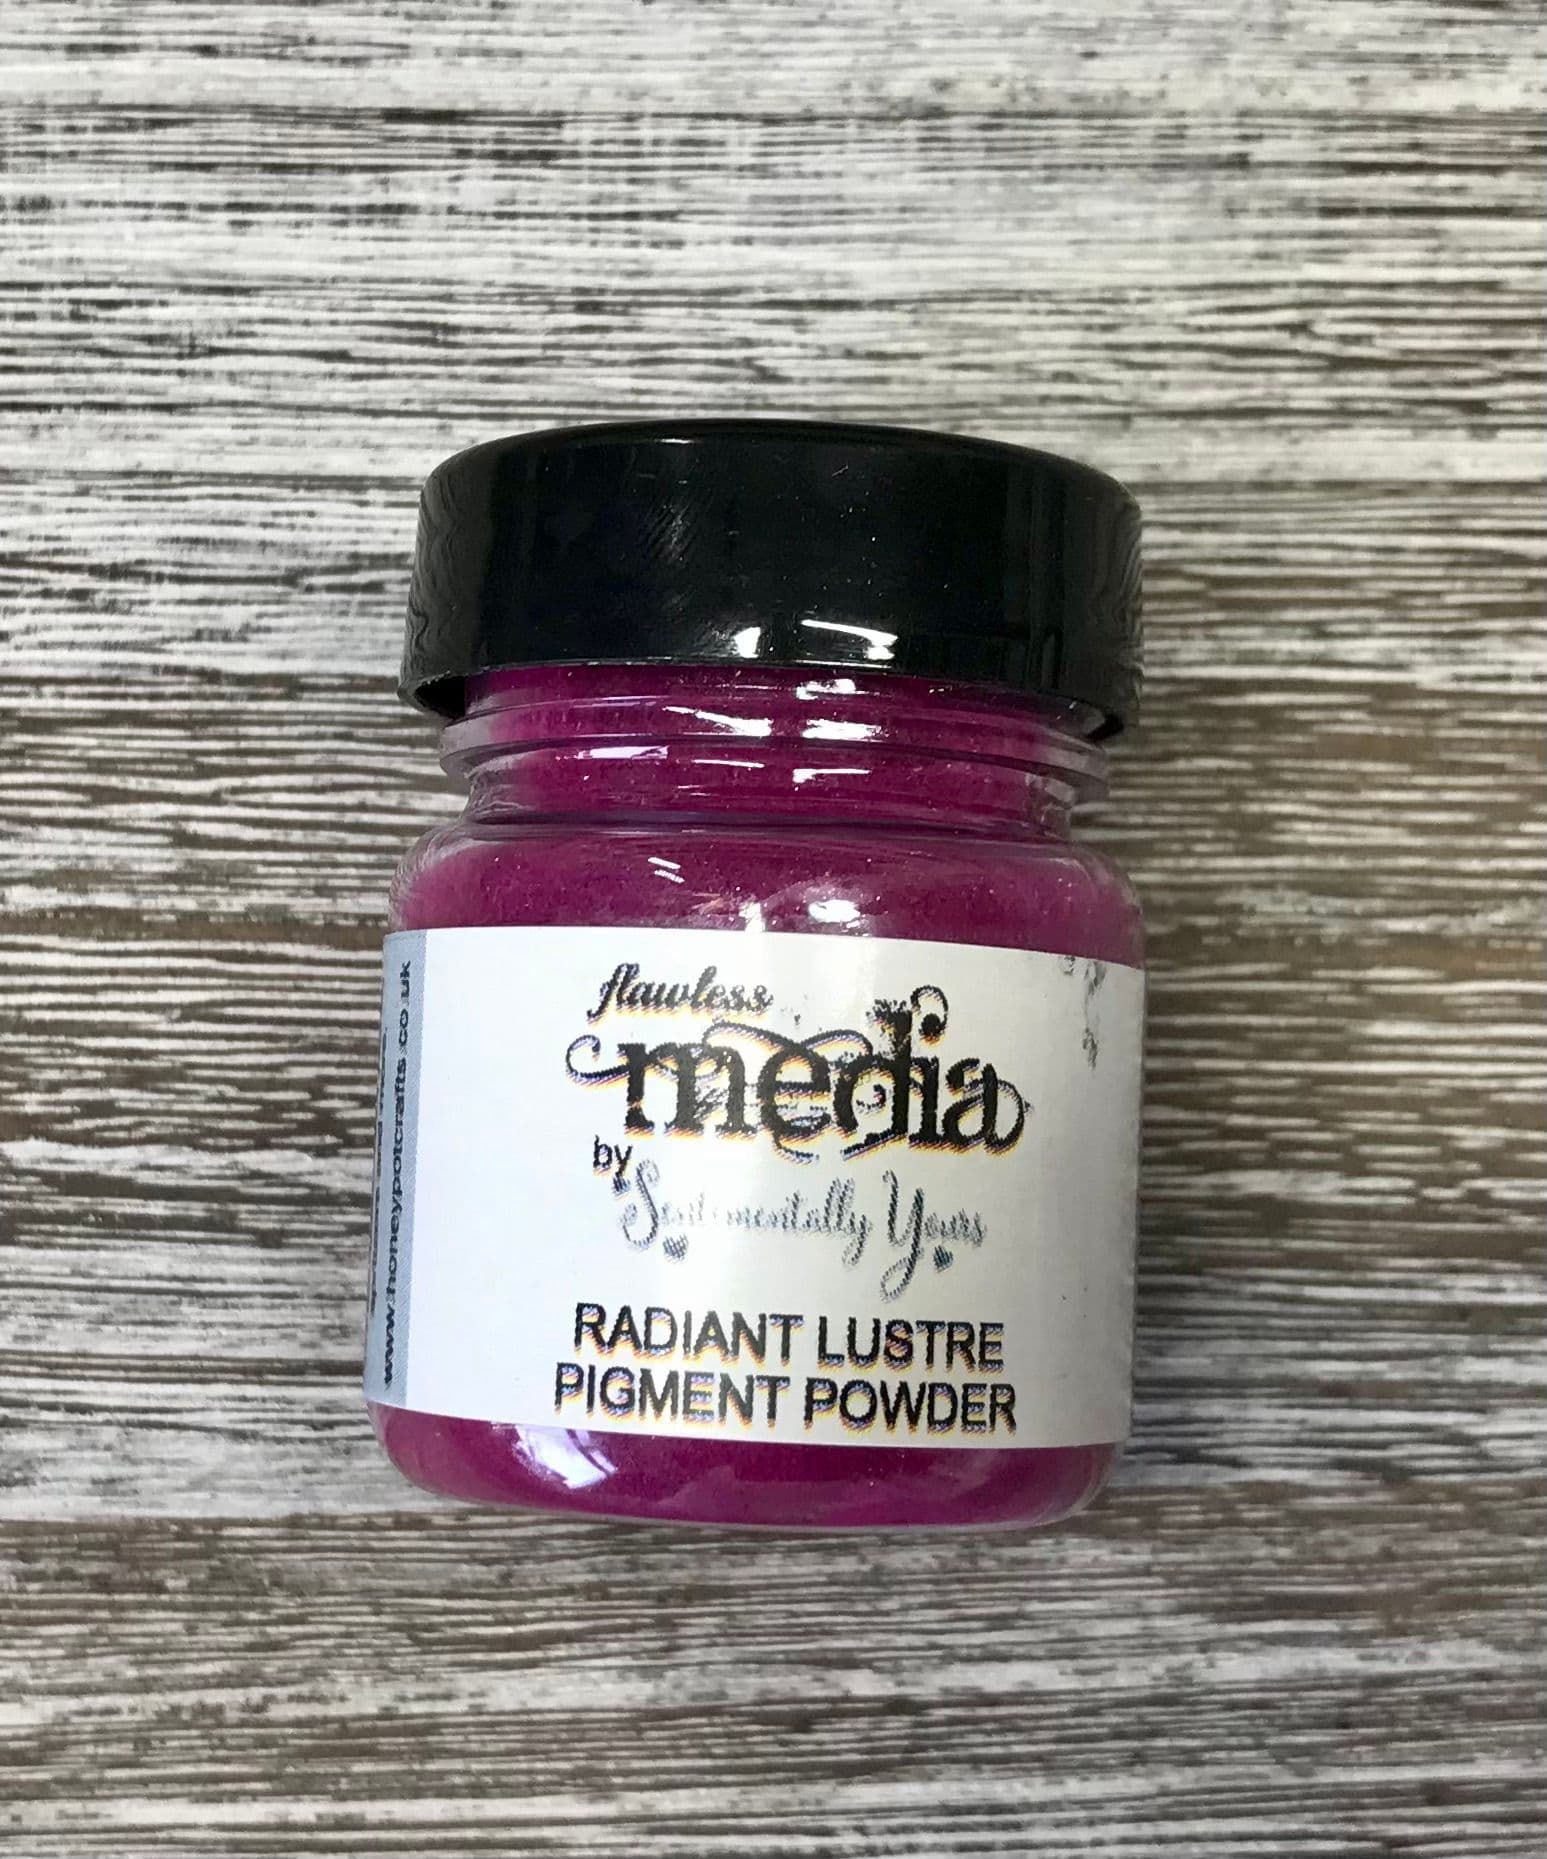 flawless
media
by
Sentimentally Yours
RADIANT LUSTRE
PIGMENT POWDER
www.honeypotcrafts.co.uk